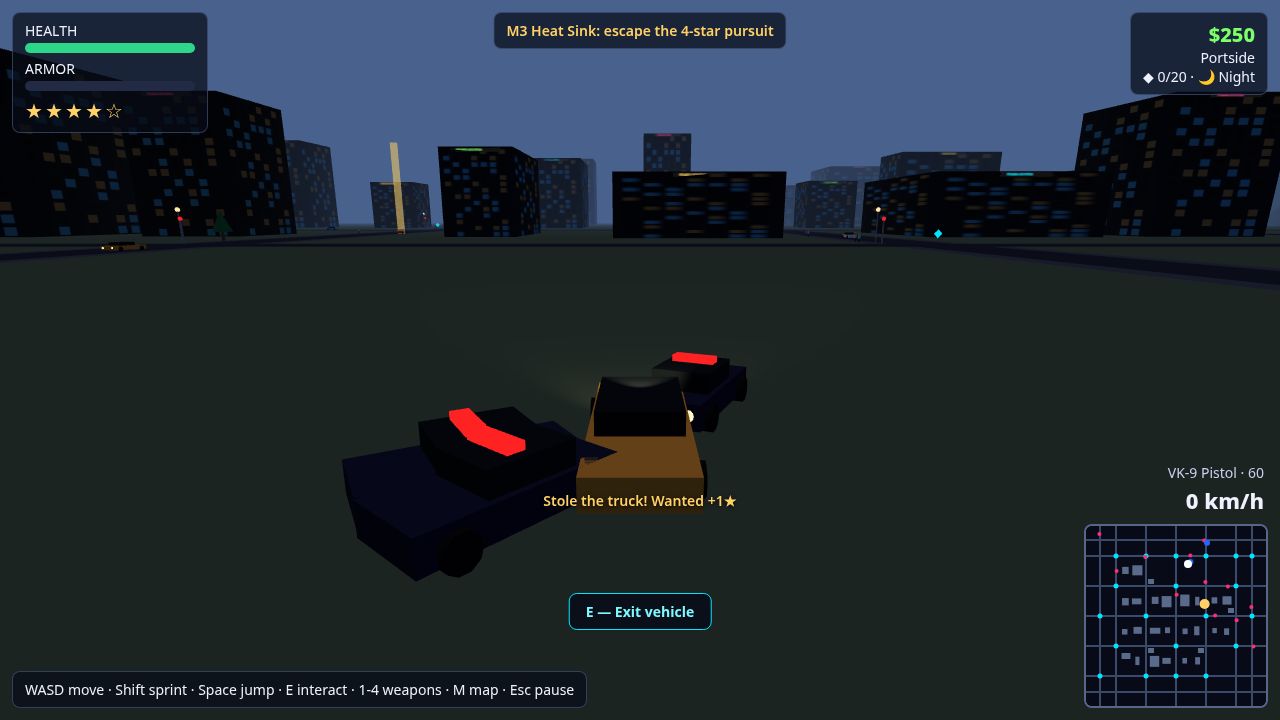 HEALTH
ARMOR
★★★★☆
M3 Heat Sink: escape the 4-star pursuit
$250
Portside
◆ 0/20 · 🌙 Night
Stole the truck! Wanted +1★
VK-9 Pistol · 60
0 km/h
E — Exit vehicle
WASD move · Shift sprint · Space jump · E interact · 1-4 weapons · M map · Esc pause